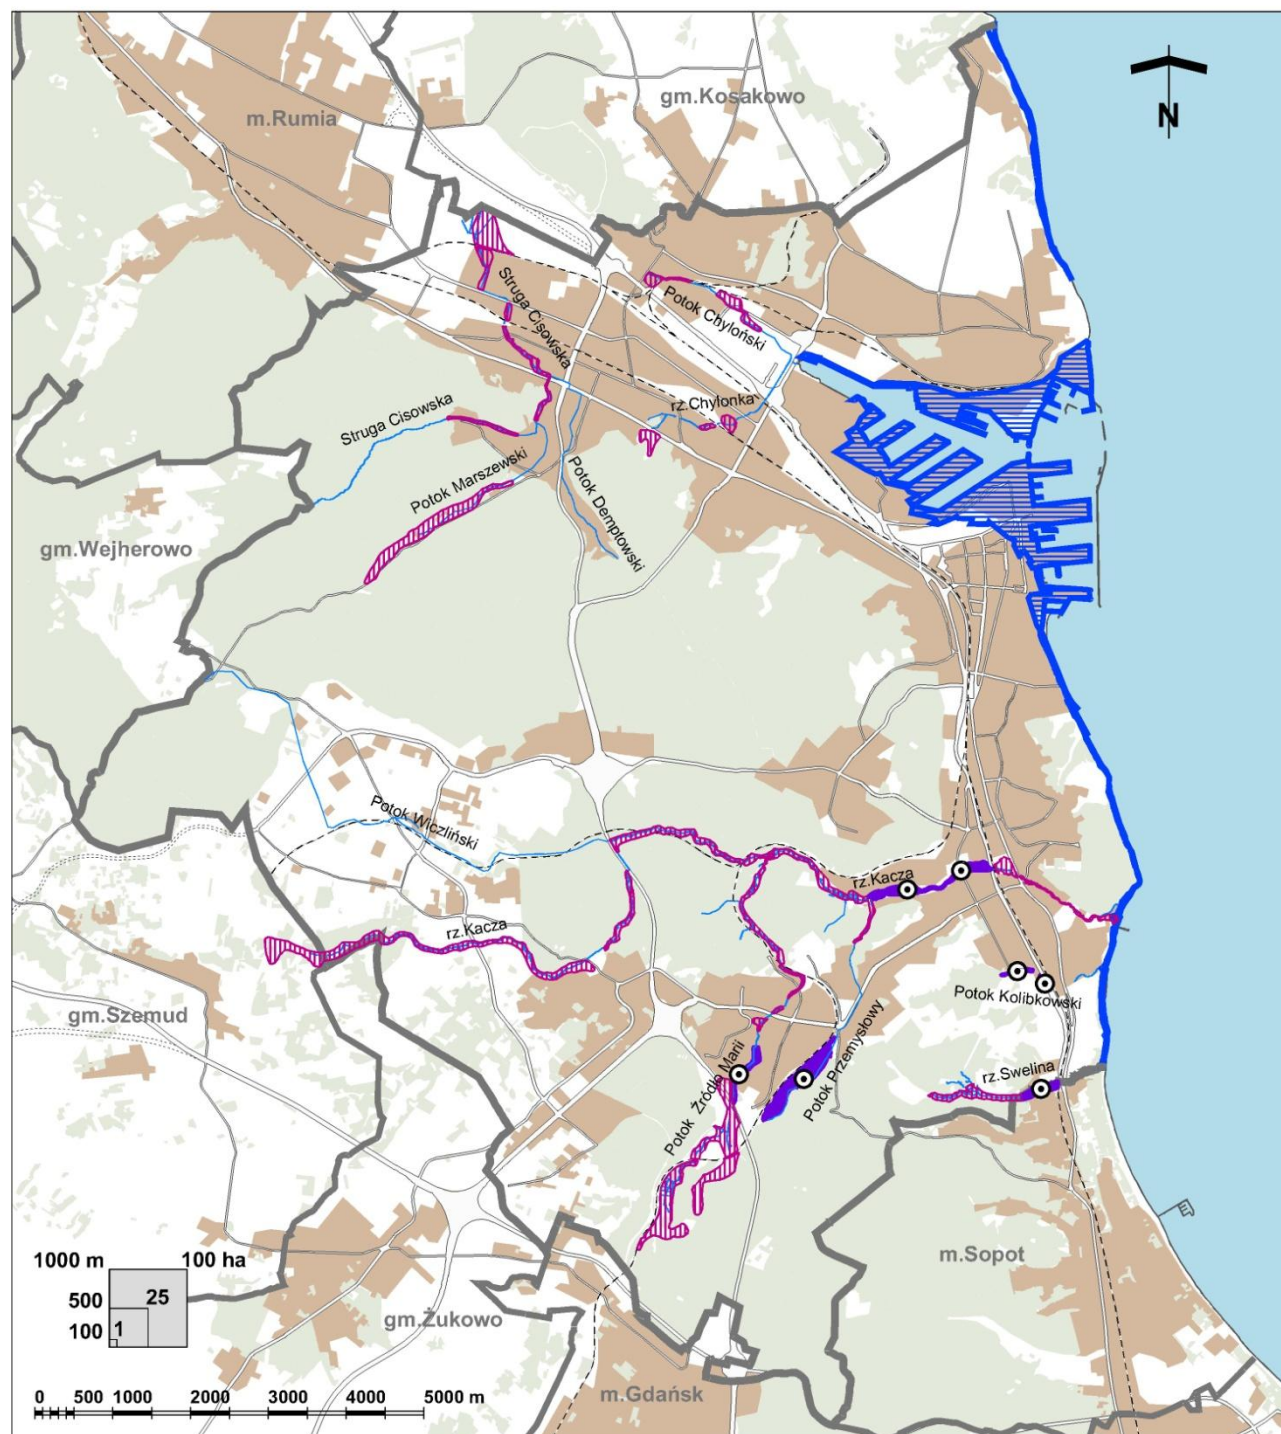 gm.Kosakowo
m.Rumia
N
Struga Cisowska
Potok Chyloński
rz.Chylonka
Struga Cisowska
Potok Marszewski
Potok Demptowski
gm.Wejherowo
Potok Wiczliński
rz.Kacza
rz.Kacza
Potok Kolibkowski
gm.Szemud
Potok Źródło Marii
Potok Przemysłowy
rz.Swelina
m.Sopot
1000 m 100 ha
500 25
100 1
gm.Żukowo
m.Gdańsk
0 500 1000 2000 3000 4000 5000 m